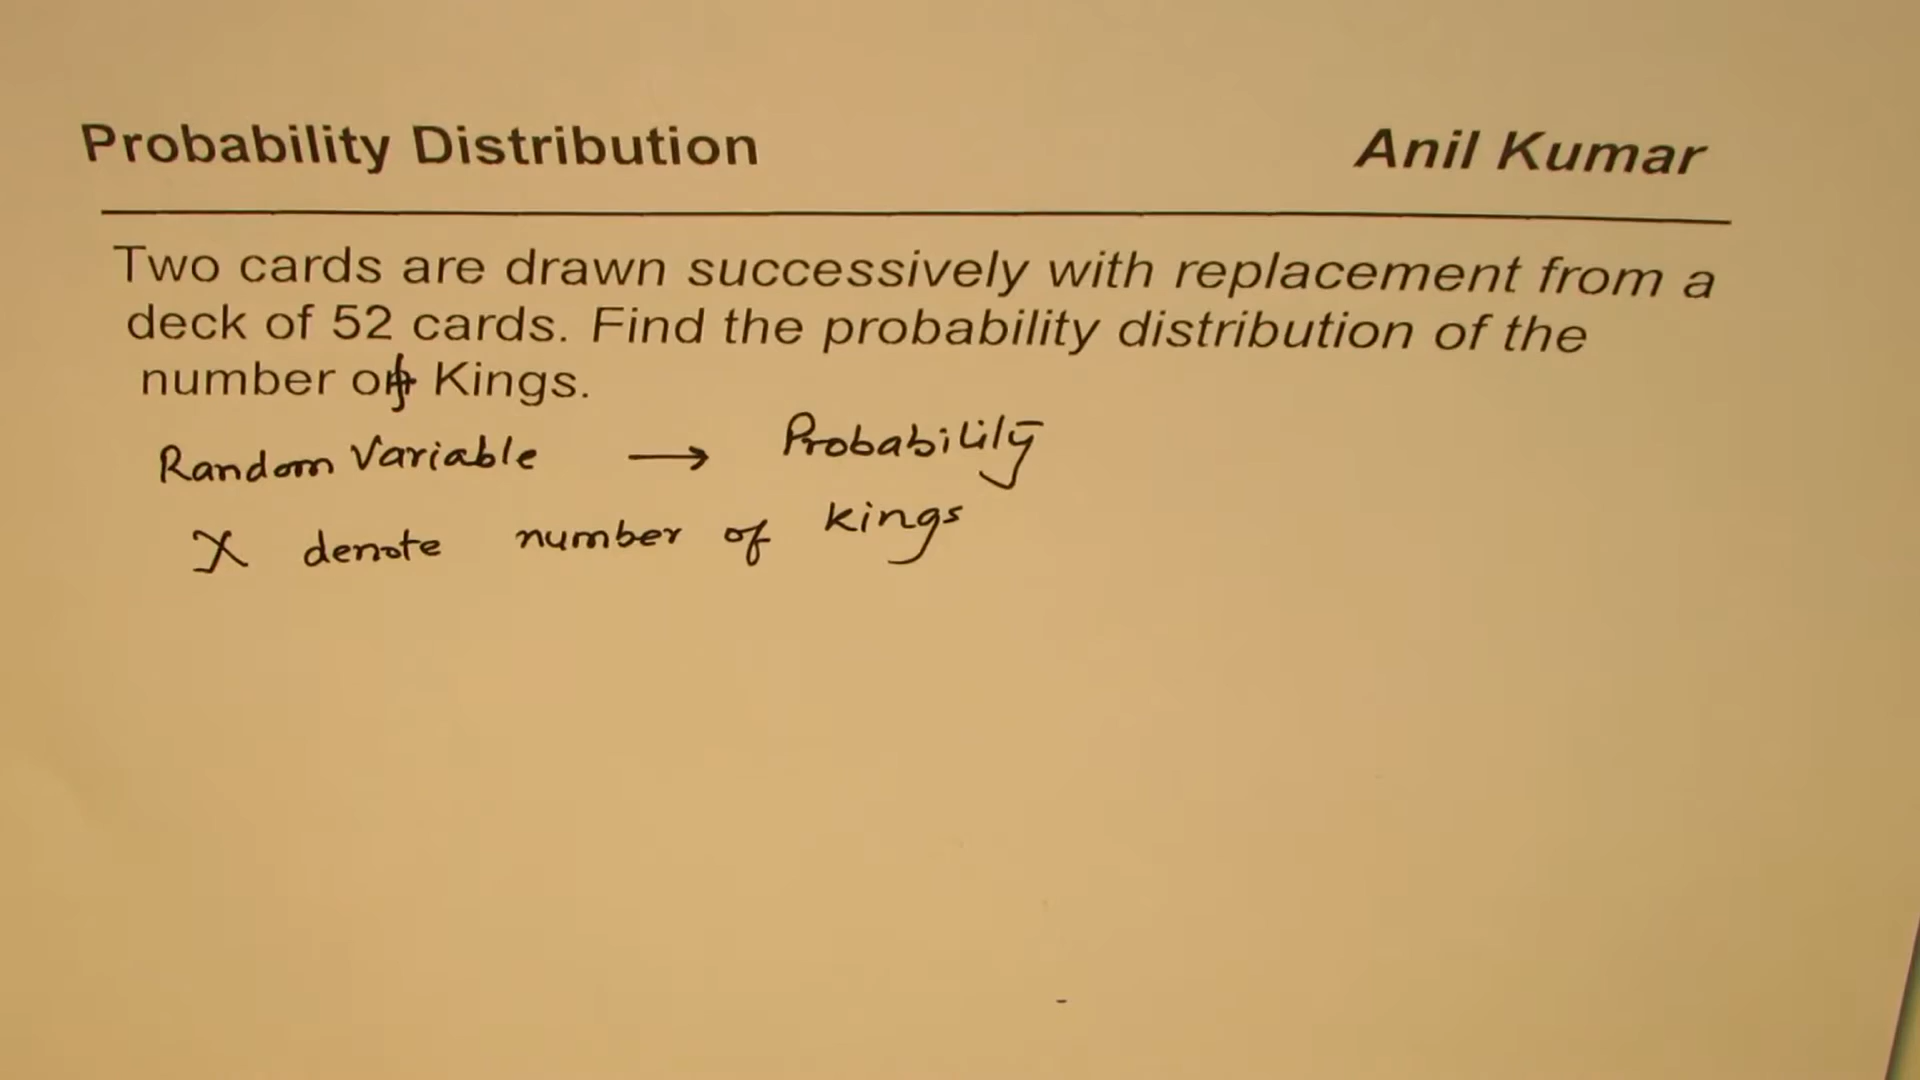 Probability Distribution Anil Kumar
Two cards are drawn successively with replacement from a
deck of 52 cards. Find the probability distribution of the
number of Kings.
Random Variable → Probability
X denote number of kings